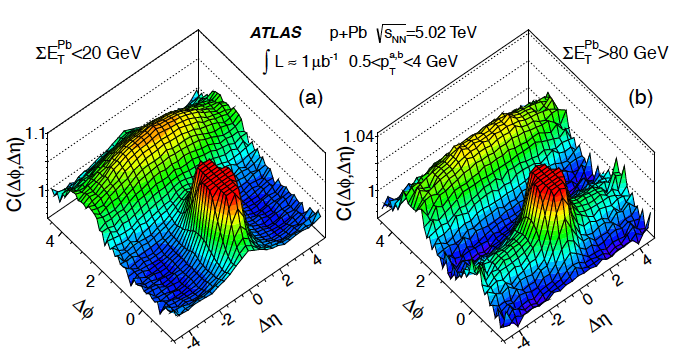 ATLAS p+Pb √sNN=5.02 TeV
ΣETPb<20 GeV ∫ L ≈ 1 μb-1 0.5<pTa,b<4 GeV ΣETPb>80 GeV
(a) (b)
C(Δϕ,Δη) 1.1 1
4 2 0
Δϕ
-4 -2 0 2 4
Δη
C(Δϕ,Δη) 1.04 1
4 2 0
Δϕ
-4 -2 0 2 4
Δη